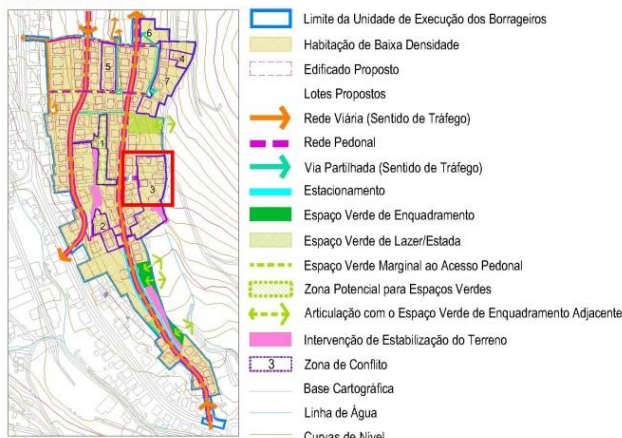 6
4
5
7
1
3
2
Limite da Unidade de Execução dos Borrageiros
Habitação de Baixa Densidade
Edificado Proposto
Lotes Propostos
Rede Viária (Sentido de Tráfego)
Rede Pedonal
Via Partilhada (Sentido de Tráfego)
Estacionamento
Espaço Verde de Enquadramento
Espaço Verde de Lazer/Estada
Espaço Verde Marginal ao Acesso Pedonal
Zona Potencial para Espaços Verdes
Articulação com o Espaço Verde de Enquadramento Adjacente
Intervenção de Estabilização do Terreno
3 Zona de Conflito
Base Cartográfica
Linha de Água
Curvas de Nível